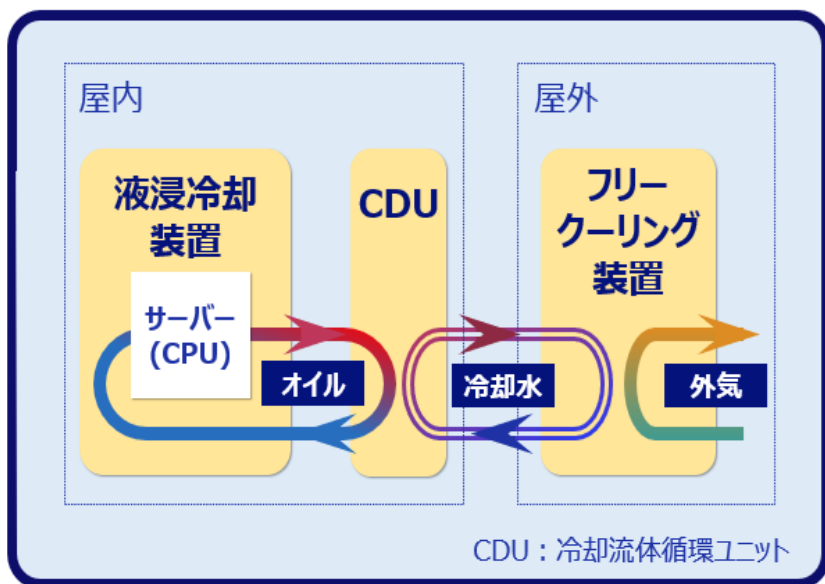 屋内
屋外
液浸冷却
装置
CDU
フリー
クーリング
装置
サーバー
(CPU)
オイル
冷却水
外気
CDU：冷却流体循環ユニット